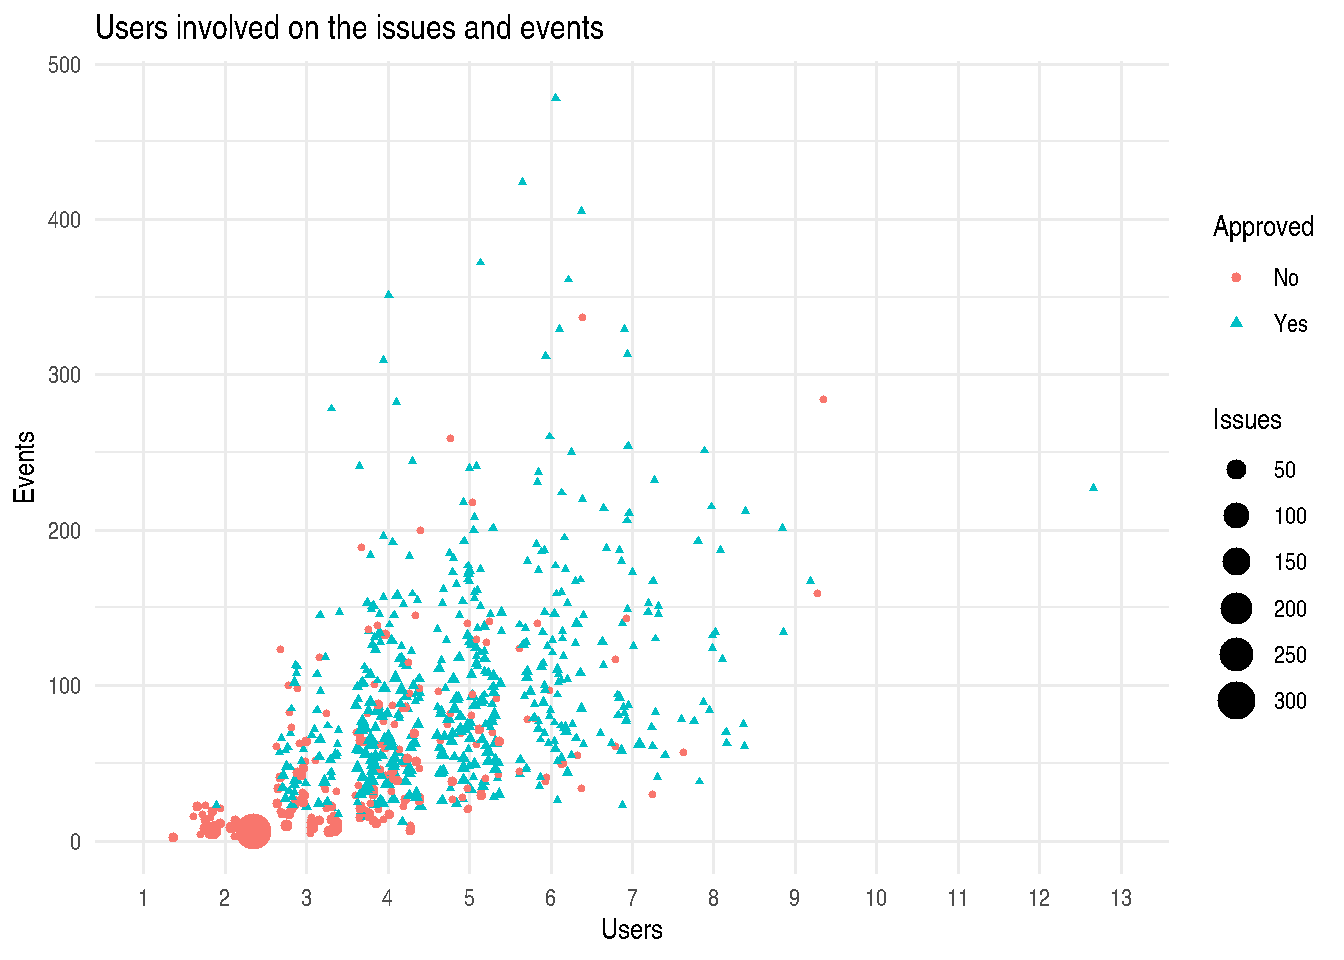 Users involved on the issues and events
500
400
300
200
100
0
Events
1 2 3 4 5 6 7 8 9 10 11 12 13
Users
Approved
No
Yes
Issues
50
100
150
200
250
300